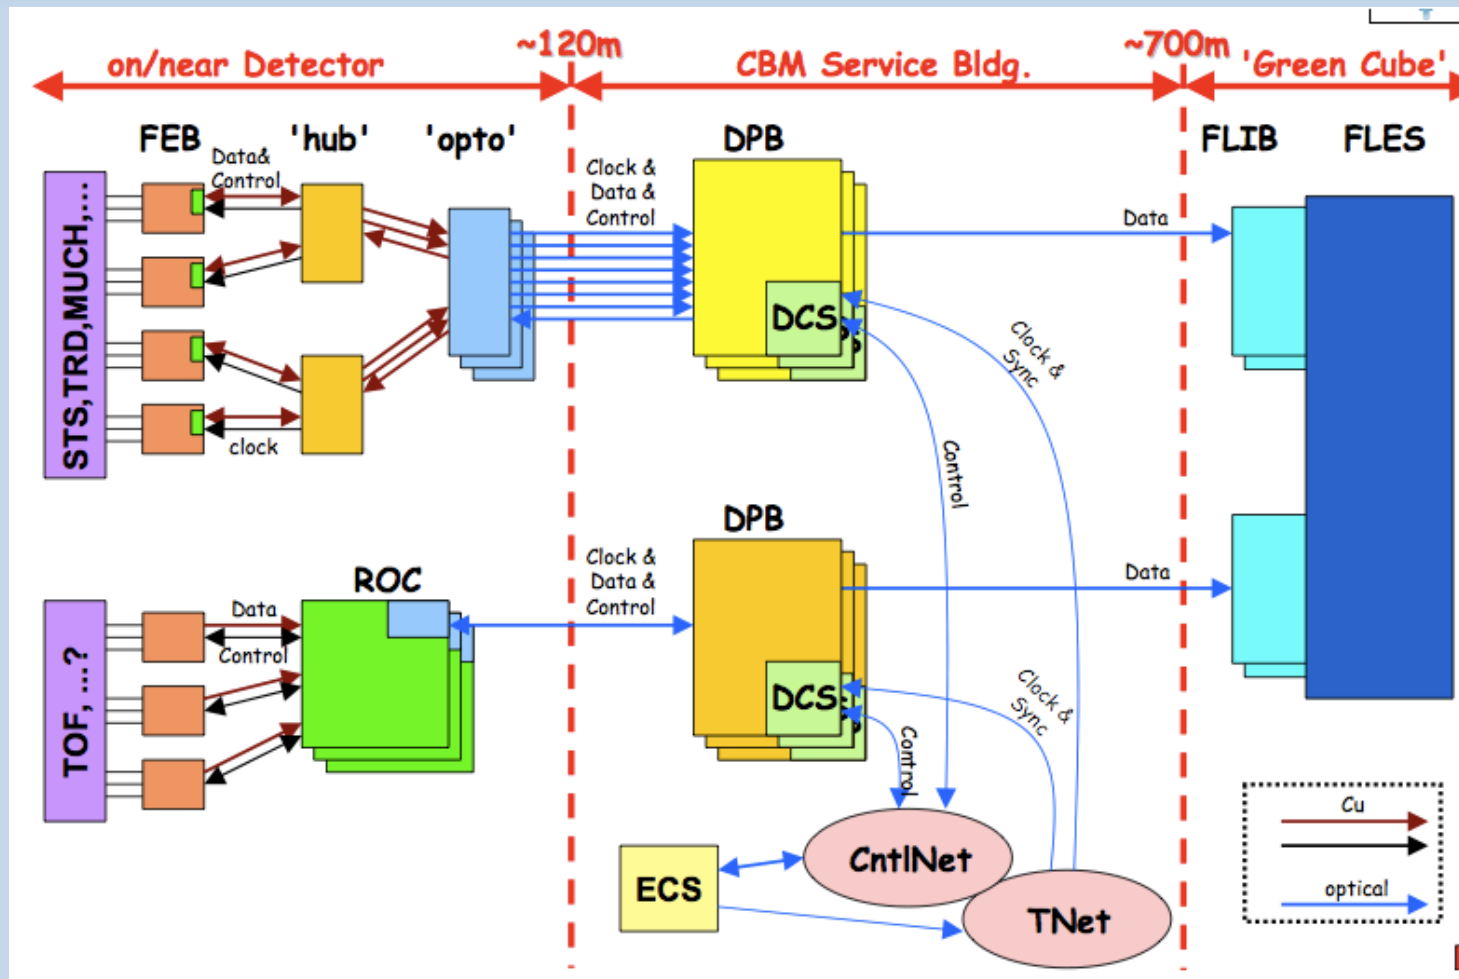 ~120m
~700m
on/near Detector
CBM Service Bldg.
'Green Cube'
FEB
'hub'
'opto'
DPB
FLIB
FLES
Data&
Control
Clock &
Data &
Control
Data
STS,TRD,MUCH,...
DCS
Clock &
Sync
clock
Control
DPB
ROC
Clock &
Data &
Control
Data
Data
Control
TOF, ...?
DCS
Clock &
Sync
Control
Cu
CntlNet
ECS
optical
TNet